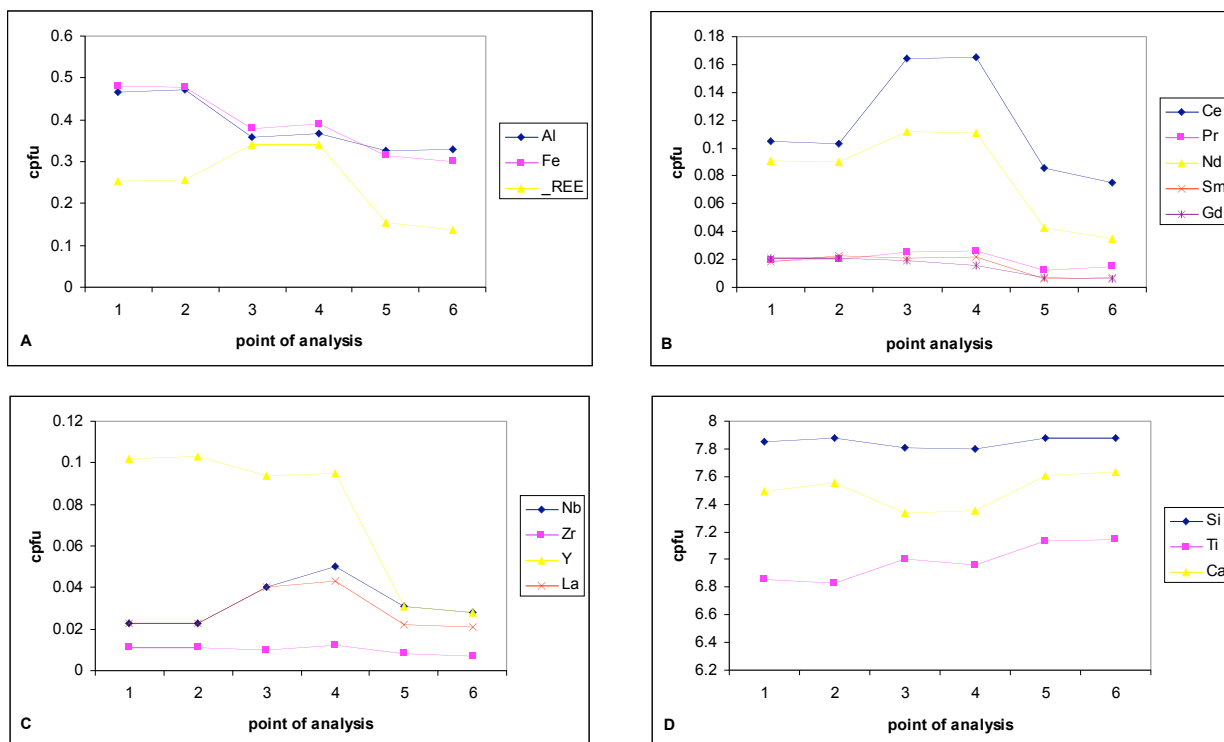 0.6
0.5
0.4
0.3
0.2
0.1
0
cpfu
1 2 3 4 5 6
point of analysis
A
Al
Fe
_REE
0.18
0.16
0.14
0.12
0.1
0.08
0.06
0.04
0.02
0
cpfu
1 2 3 4 5 6
point analysis
B
Ce
Pr
Nd
Sm
Gd
0.12
0.1
0.08
0.06
0.04
0.02
0
cpfu
1 2 3 4 5 6
point of analysis
C
Nb
Zr
Y
La
8
7.8
7.6
7.4
7.2
7
6.8
6.6
6.4
6.2
cpfu
1 2 3 4 5 6
point of analysis
D
Si
Ti
Ca